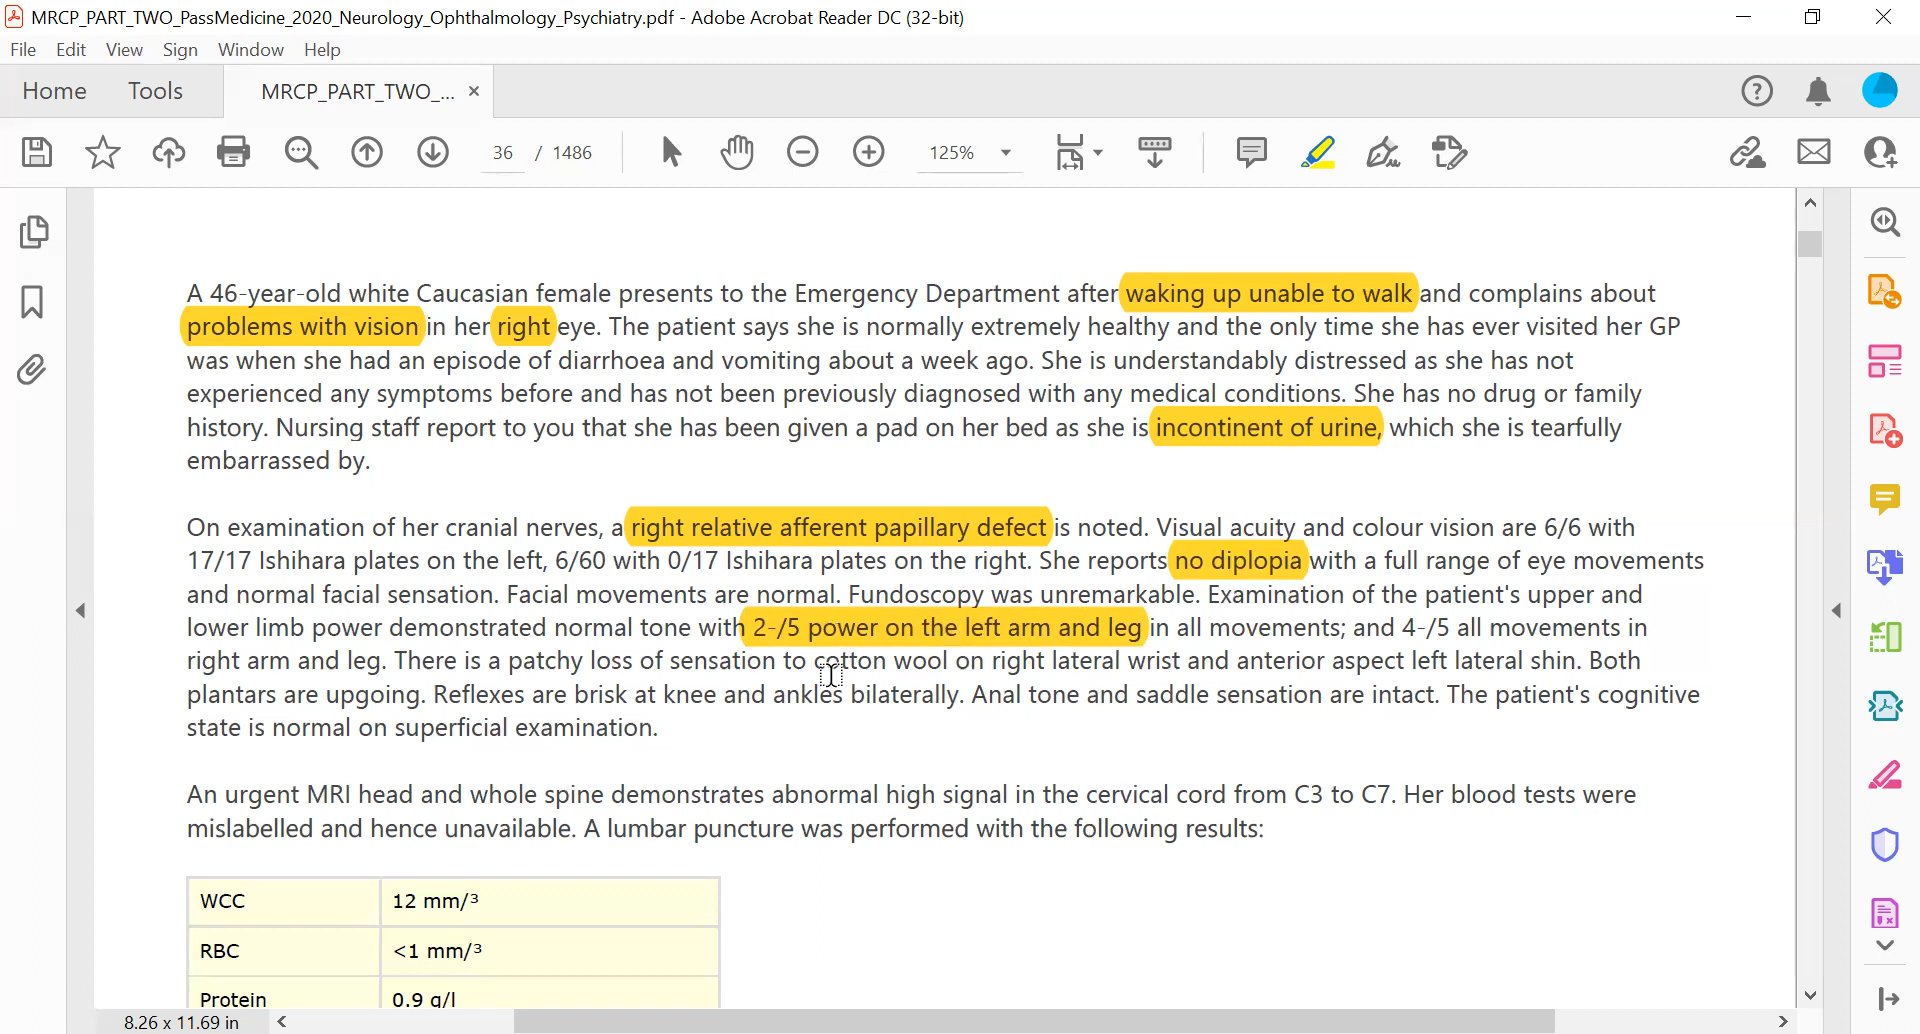 MRCP_PART_TWO_PassMedicine_2020_Neurology_Ophthalmology_Psychiatry.pdf - Adobe Acrobat Reader DC (32-bit)
File Edit View Sign Window Help
Home Tools MRCP_PART_TWO_... ×
36 / 1486 125%
A 46-year-old white Caucasian female presents to the Emergency Department after waking up unable to walk and complains about
problems with vision in her right eye. The patient says she is normally extremely healthy and the only time she has ever visited her GP
was when she had an episode of diarrhoea and vomiting about a week ago. She is understandably distressed as she has not
experienced any symptoms before and has not been previously diagnosed with any medical conditions. She has no drug or family
history. Nursing staff report to you that she has been given a pad on her bed as she is incontinent of urine, which she is tearfully
embarrassed by.
On examination of her cranial nerves, a right relative afferent papillary defect is noted. Visual acuity and colour vision are 6/6 with
17/17 Ishihara plates on the left, 6/60 with 0/17 Ishihara plates on the right. She reports no diplopia with a full range of eye movements
and normal facial sensation. Facial movements are normal. Fundoscopy was unremarkable. Examination of the patient's upper and
lower limb power demonstrated normal tone with 2-/5 power on the left arm and leg in all movements; and 4-/5 all movements in
right arm and leg. There is a patchy loss of sensation to cotton wool on right lateral wrist and anterior aspect left lateral shin. Both
plantars are upgoing. Reflexes are brisk at knee and ankles bilaterally. Anal tone and saddle sensation are intact. The patient's cognitive
state is normal on superficial examination.
An urgent MRI head and whole spine demonstrates abnormal high signal in the cervical cord from C3 to C7. Her blood tests were
mislabelled and hence unavailable. A lumbar puncture was performed with the following results:
WCC 12 mm/³
RBC <1 mm/³
Protein 0.9 g/l
8.26 x 11.69 in